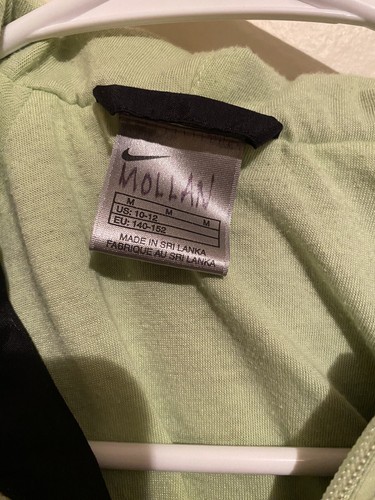 MOLLAN
M M M
US: 10-12
EU: 140-152
MADE IN SRI LANKA
FABRIQUE AU SRI LANKA